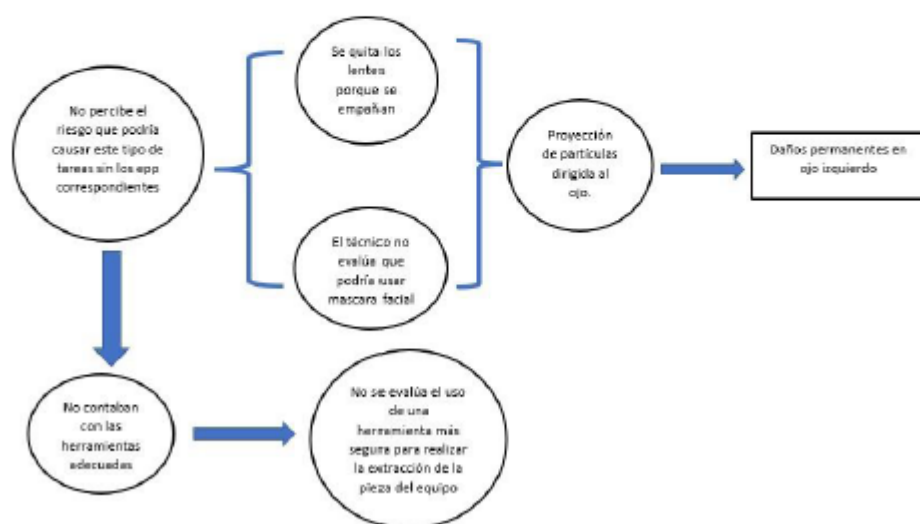 Se quita los
lentes
porque se
empañan
No percibe el
riesgo que podría
causar este tipo de
tareas sin los epp
correspondientes
Proyección
de partículas
dirigida al
ojo.
Daños permanentes en
ojo izquierdo
El técnico no
evalúa que
podría usar
mascara facial
No contaban
con las
herramientas
adecuadas
No se evalúa el uso
de una
herramienta más
segura para realizar
la extracción de la
pieza del equipo